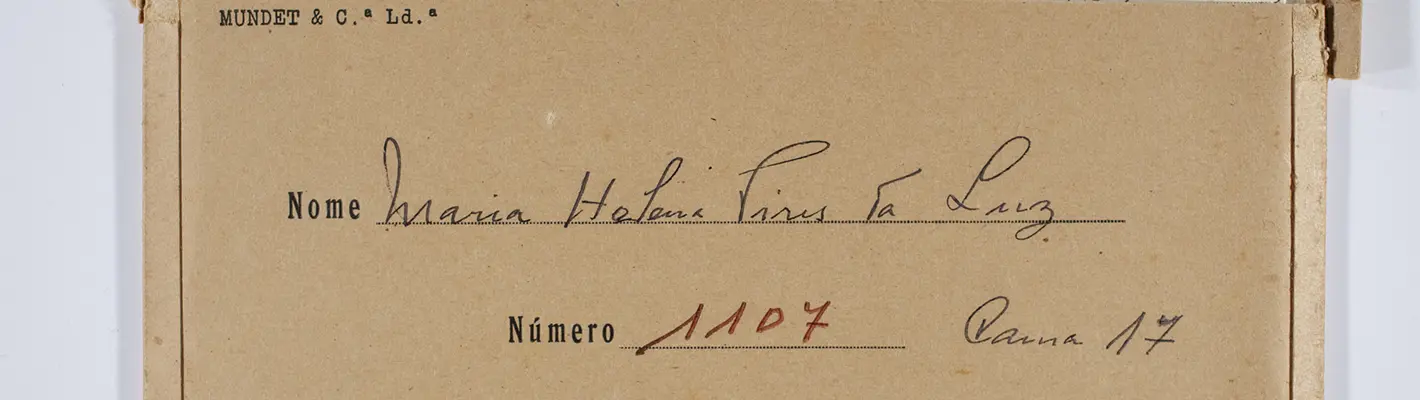 MUNDET & C.ª Ld.ª
Nome Maria Helena Pires da Luz
Número 1107 Cama 17